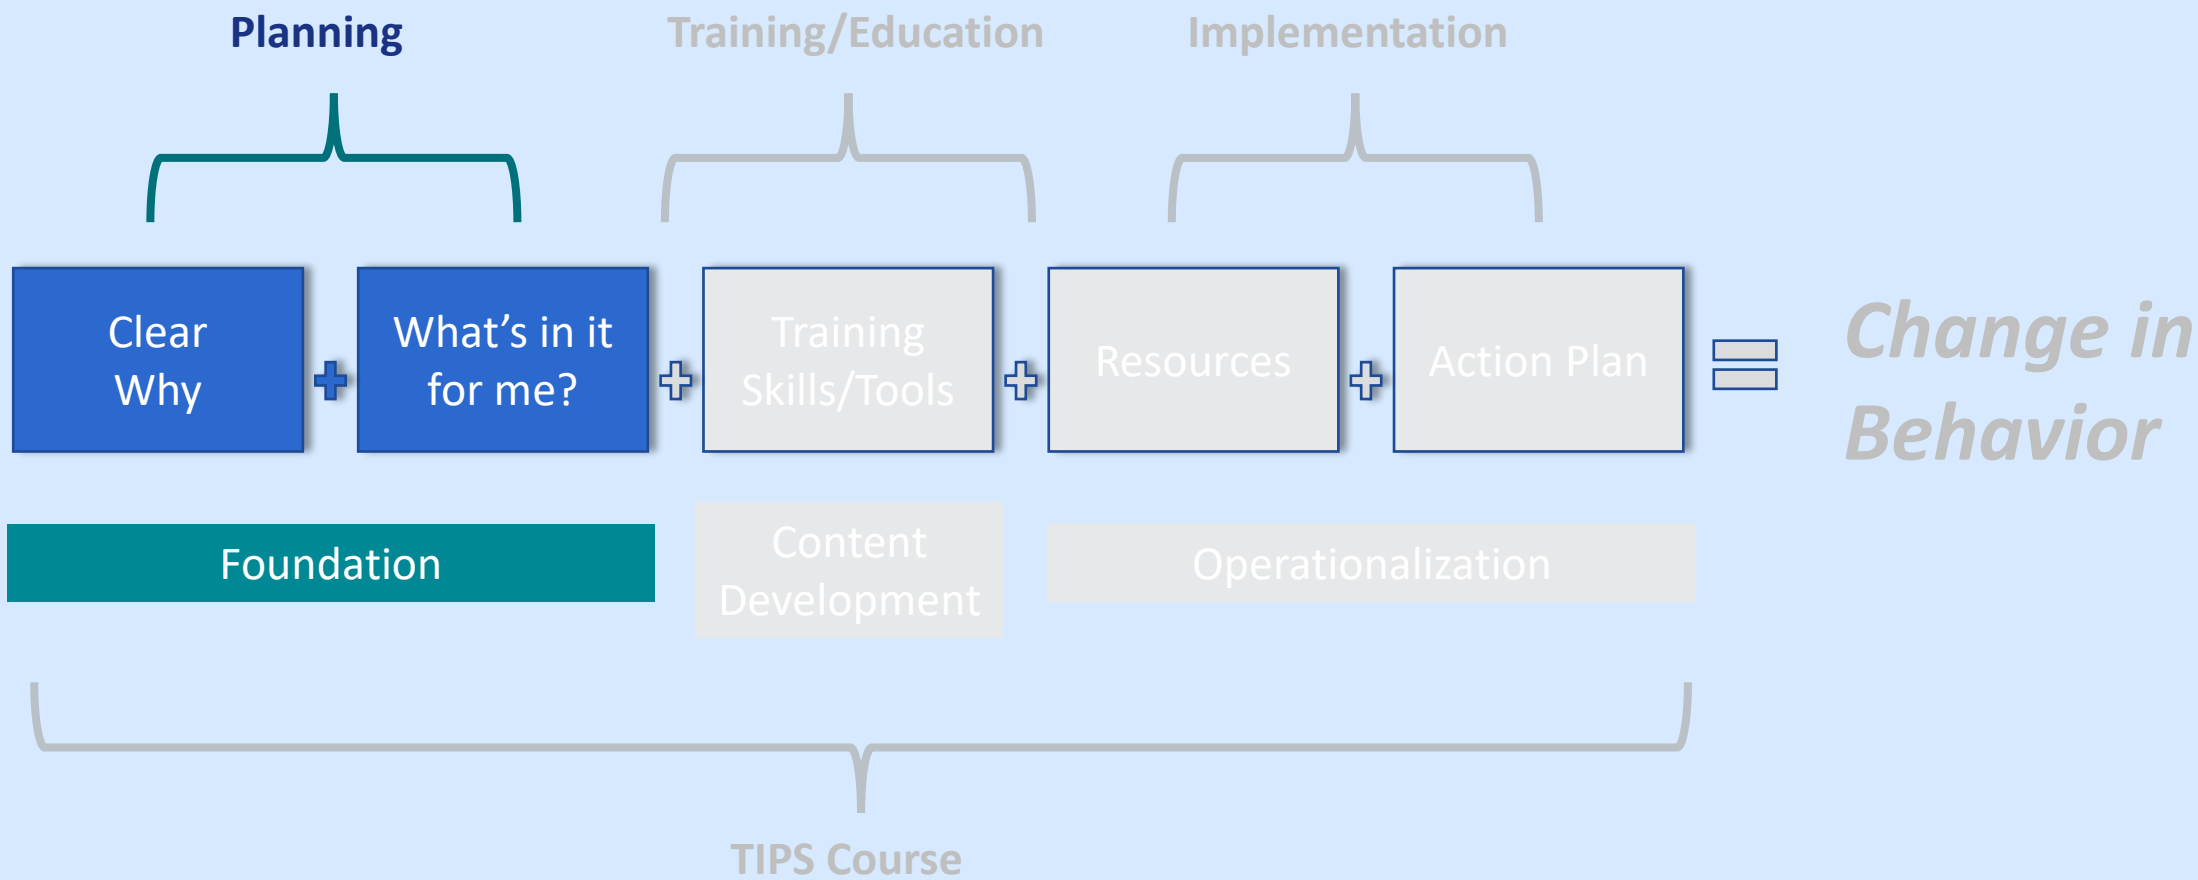 Planning
Training/Education
Implementation
Clear
Why
What's in it
for me?
Training
Skills/Tools
Resources
Action Plan
Change in
Behavior
Foundation
Content
Development
Operationalization
TIPS Course